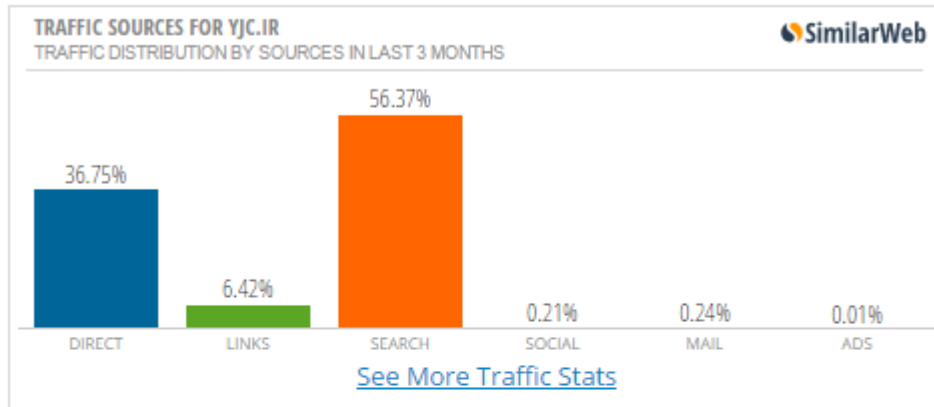 TRAFFIC SOURCES FOR YJC.IR
SimilarWeb
TRAFFIC DISTRIBUTION BY SOURCES IN LAST 3 MONTHS
36.75%
6.42%
56.37%
0.21%
0.24%
0.01%
DIRECT
LINKS
SEARCH
SOCIAL
MAIL
ADS
See More Traffic Stats